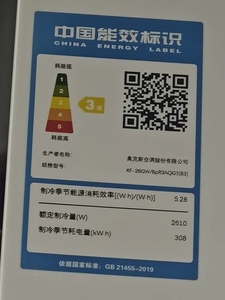 中国能效标识
CHINA ENERGY LABEL
耗能低
1
2
3
4
5
3级
耗能高
生产者名称: 奥克斯空调股份有限公司
规格型号:
制冷季节能源消耗效率[(W·h)/(W·h)] 5.28
额定制冷量(W) 2610
制冷季节耗电量(kW·h) 308
依据国家标准: GB 21455-2019